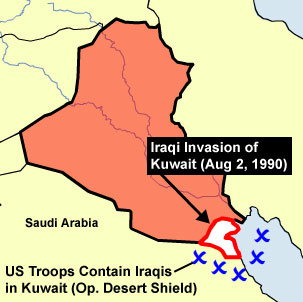 Iraqi Invasion of
Kuwait (Aug 2, 1990)
Saudi Arabia
US Troops Contain Iraqis
in Kuwait (Op. Desert Shield)